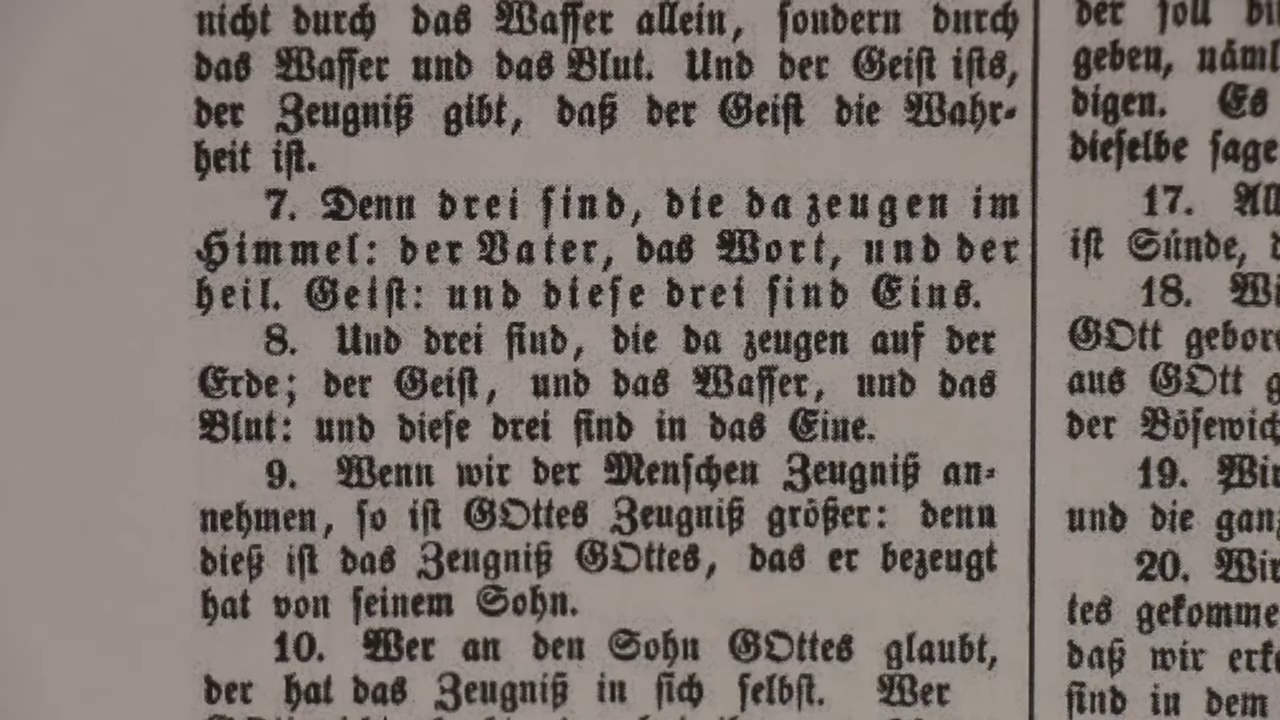 nicht durch das Waſſer allein, ſondern durch
das Waſſer und das Blut. Und der Geiſt iſts,
der Zeugniß gibt, daß der Geiſt die Wahr-
heit iſt.
7. Denn drei ſind, die da zeugen im
Himmel: der Vater, das Wort, und der
heil. Geiſt: und dieſe drei ſind Eins.
8. Und drei ſind, die da zeugen auf der
Erde; der Geiſt, und das Waſſer, und das
Blut: und dieſe drei ſind in das Eine.
9. Wenn wir der Menſchen Zeugniß an-
nehmen, ſo iſt GOttes Zeugniß größer: denn
dieß iſt das Zeugniß GOttes, das er bezeugt
hat von ſeinem Sohn.
10. Wer an den Sohn GOttes glaubt,
der hat das Zeugniß in ſich ſelbſt. Wer
der ſoll
geben,
digen. Es
dieſelbe ſage
17.
iſt Sünde,
18.
GOtt
aus GOtt
der
19.
und die
20.
tes
daß wir
ſind in dem